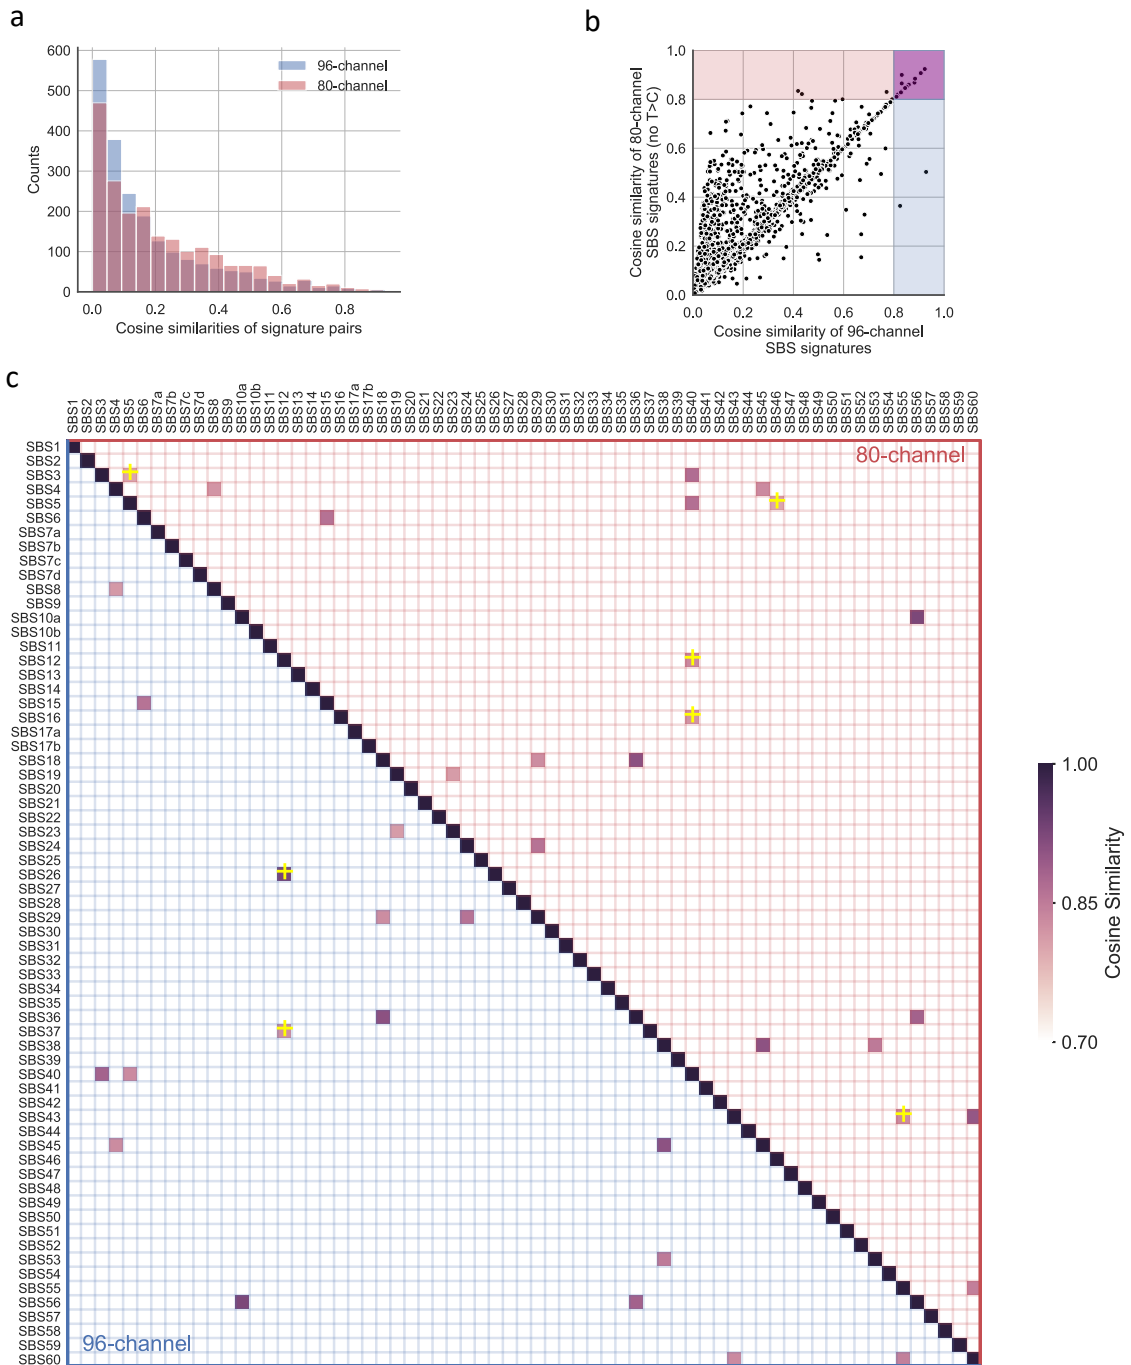 a
600
500
400
300
200
100
0
Counts
0.0 0.2 0.4 0.6 0.8
Cosine similarities of signature pairs
96-channel
80-channel
b
1.0
0.8
0.6
0.4
0.2
0.0
Cosine similarity of 80-channel
SBS signatures (no T>C)
0.0 0.2 0.4 0.6 0.8 1.0
Cosine similarity of 96-channel
SBS signatures
c
SBS1 SBS2 SBS3 SBS4 SBS5 SBS6 SBS7a SBS7b SBS7c SBS7d SBS8 SBS9 SBS10a SBS10b SBS11 SBS12 SBS13 SBS14 SBS15 SBS16 SBS17a SBS17b SBS18 SBS19 SBS20 SBS21 SBS22 SBS23 SBS24 SBS25 SBS26 SBS27 SBS28 SBS29 SBS30 SBS31 SBS32 SBS33 SBS34 SBS35 SBS36 SBS37 SBS38 SBS39 SBS40 SBS41 SBS42 SBS43 SBS44 SBS45 SBS46 SBS47 SBS48 SBS49 SBS50 SBS51 SBS52 SBS53 SBS54 SBS55 SBS56 SBS57 SBS58 SBS59 SBS60
SBS1
SBS2
SBS3
SBS4
SBS5
SBS6
SBS7a
SBS7b
SBS7c
SBS7d
SBS8
SBS9
SBS10a
SBS10b
SBS11
SBS12
SBS13
SBS14
SBS15
SBS16
SBS17a
SBS17b
SBS18
SBS19
SBS20
SBS21
SBS22
SBS23
SBS24
SBS25
SBS26
SBS27
SBS28
SBS29
SBS30
SBS31
SBS32
SBS33
SBS34
SBS35
SBS36
SBS37
SBS38
SBS39
SBS40
SBS41
SBS42
SBS43
SBS44
SBS45
SBS46
SBS47
SBS48
SBS49
SBS50
SBS51
SBS52
SBS53
SBS54
SBS55
SBS56
SBS57
SBS58
SBS59
SBS60
80-channel
96-channel
1.00
0.85
0.70
Cosine Similarity